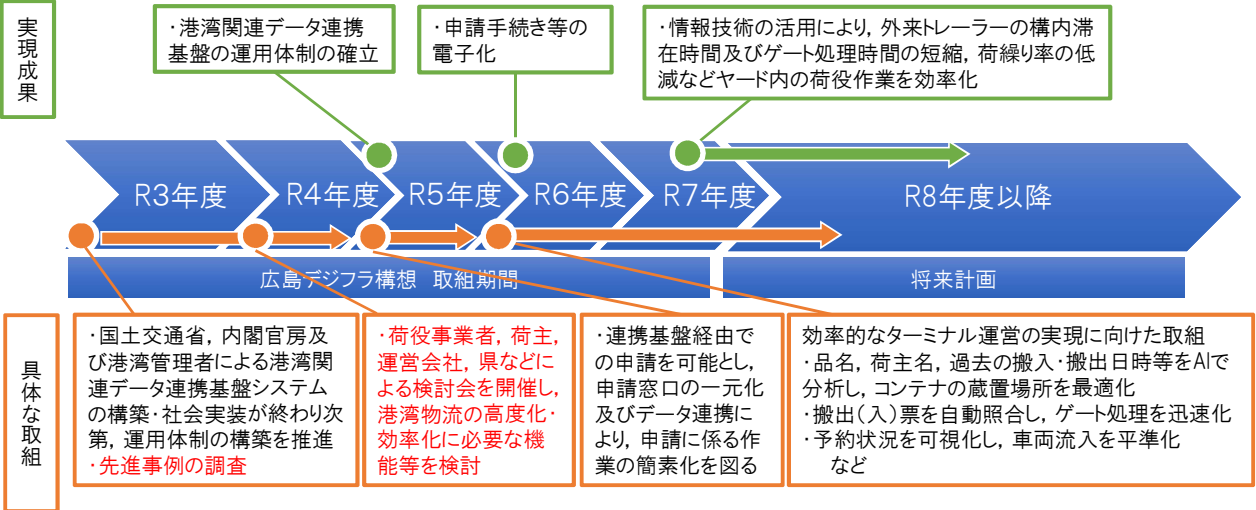 実現成果
・港湾関連データ連携
基盤の運用体制の確立
・申請手続き等の
電子化
・情報技術の活用により，外来トレーラーの構内滞
在時間及びゲート処理時間の短縮，荷繰り率の低
減などヤード内の荷役作業を効率化
R3年度
R4年度
R5年度
R6年度
R7年度
R8年度以降
広島デジフラ構想　取組期間
将来計画
具体な取組
・国土交通省，内閣官房及
び港湾管理者による港湾関
連データ連携基盤システム
の構築・社会実装が終わり次
第，運用体制の構築を推進
・先進事例の調査
・荷役事業者，荷主，
運営会社，県などに
よる検討会を開催し，
港湾物流の高度化・
効率化に必要な機
能等を検討
・連携基盤経由で
の申請を可能とし，
申請窓口の一元化
及びデータ連携に
より，申請に係る作
業の簡素化を図る
効率的なターミナル運営の実現に向けた取組
・品名，荷主名，過去の搬入・搬出日時等をAIで
分析し，コンテナの蔵置場所を最適化
・搬出（入）票を自動照合し，ゲート処理を迅速化
・予約状況を可視化し，車両流入を平準化
など